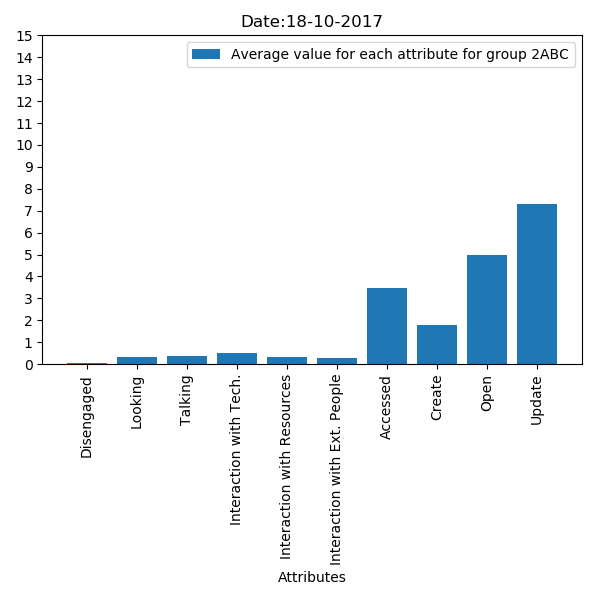 Date:18-10-2017
Average value for each attribute for group 2ABC
15
14
13
12
11
10
9
8
7
6
5
4
3
2
1
0
Disengaged
Looking
Talking
Interaction with Tech.
Interaction with Resources
Interaction with Ext. People
Accessed
Create
Open
Update
Attributes